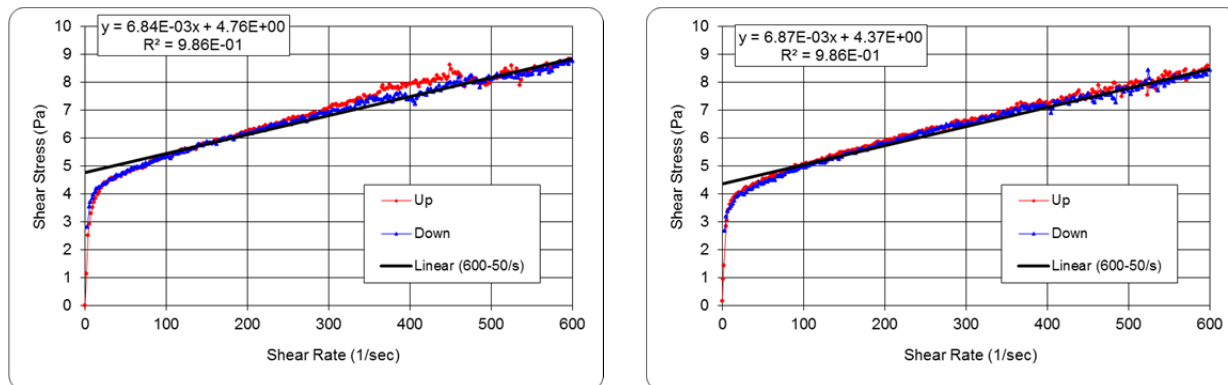 y = 6.84E-03x + 4.76E+00
R² = 9.86E-01
10
9
8
7
6
5
4
3
2
1
0
Shear Stress (Pa)
Up
Down
Linear (600-50/s)
0 100 200 300 400 500 600
Shear Rate (1/sec)
y = 6.87E-03x + 4.37E+00
R² = 9.86E-01
10
9
8
7
6
5
4
3
2
1
0
Shear Stress (Pa)
Up
Down
Linear (600-50/s)
0 100 200 300 400 500 600
Shear Rate (1/sec)